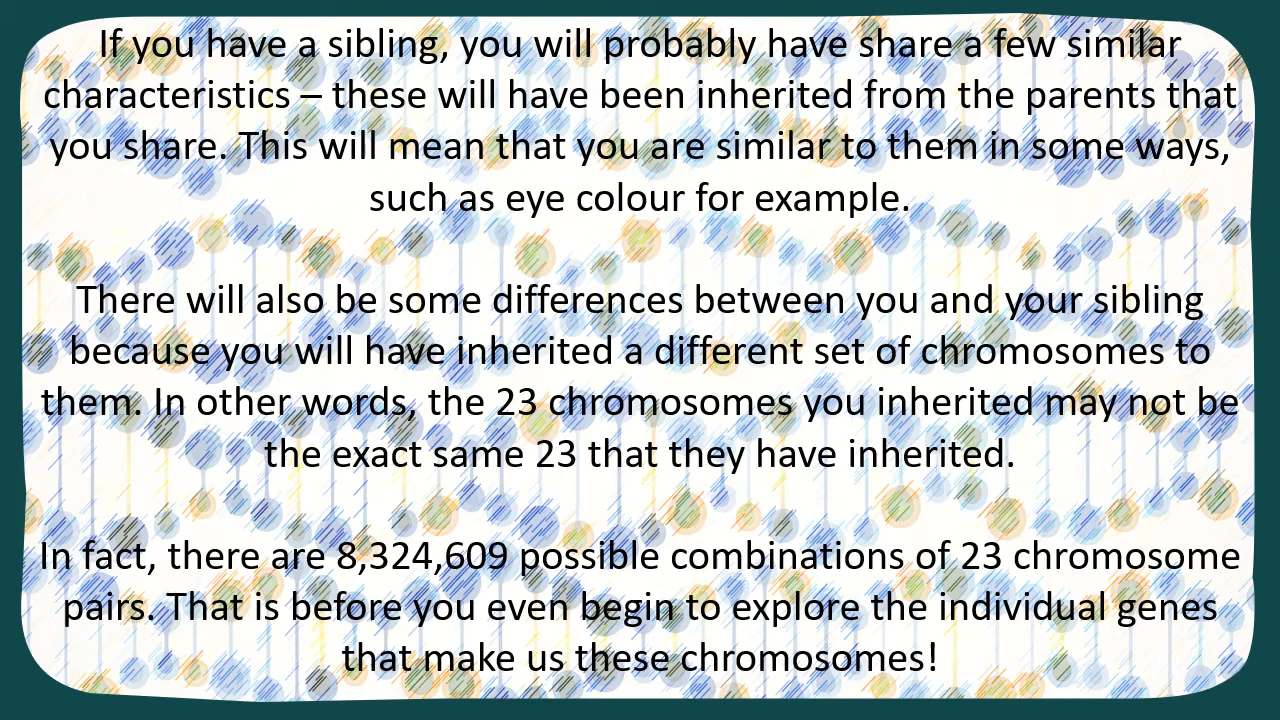 If you have a sibling, you will probably have share a few similar
characteristics – these will have been inherited from the parents that
you share. This will mean that you are similar to them in some ways,
such as eye colour for example.
There will also be some differences between you and your sibling
because you will have inherited a different set of chromosomes to
them. In other words, the 23 chromosomes you inherited may not be
the exact same 23 that they have inherited.
In fact, there are 8,324,609 possible combinations of 23 chromosome
pairs. That is before you even begin to explore the individual genes
that make us these chromosomes!